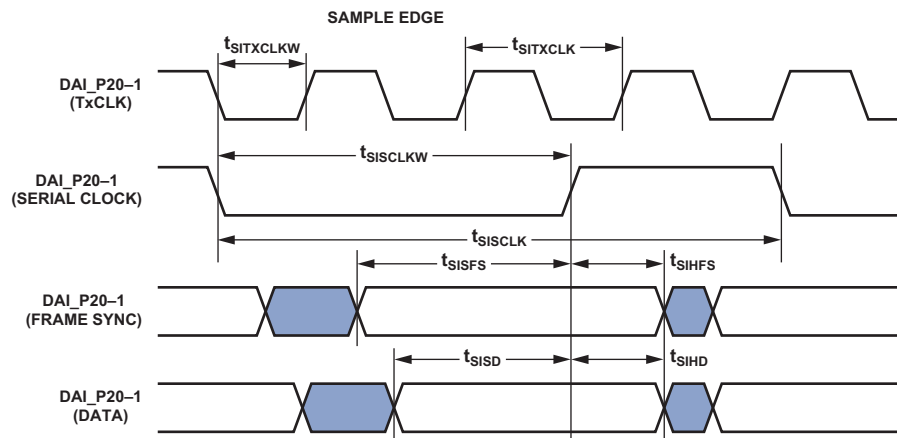 SAMPLE EDGE
tSITXCLKW
tSITXCLK
DAI_P20–1
(TxCLK)
tSISCLKW
DAI_P20–1
(SERIAL CLOCK)
tSISCLK
tSISFS
tSIHFS
DAI_P20–1
(FRAME SYNC)
tSISD
tSIHD
DAI_P20–1
(DATA)